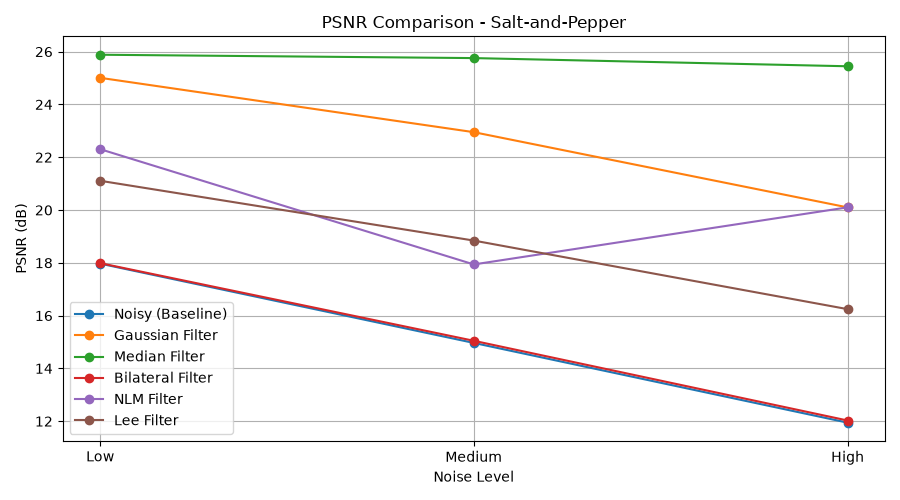 PSNR Comparison - Salt-and-Pepper
PSNR (dB)
26
24
22
20
18
16
14
12
Noisy (Baseline)
Gaussian Filter
Median Filter
Bilateral Filter
NLM Filter
Lee Filter
Low
Medium
High
Noise Level